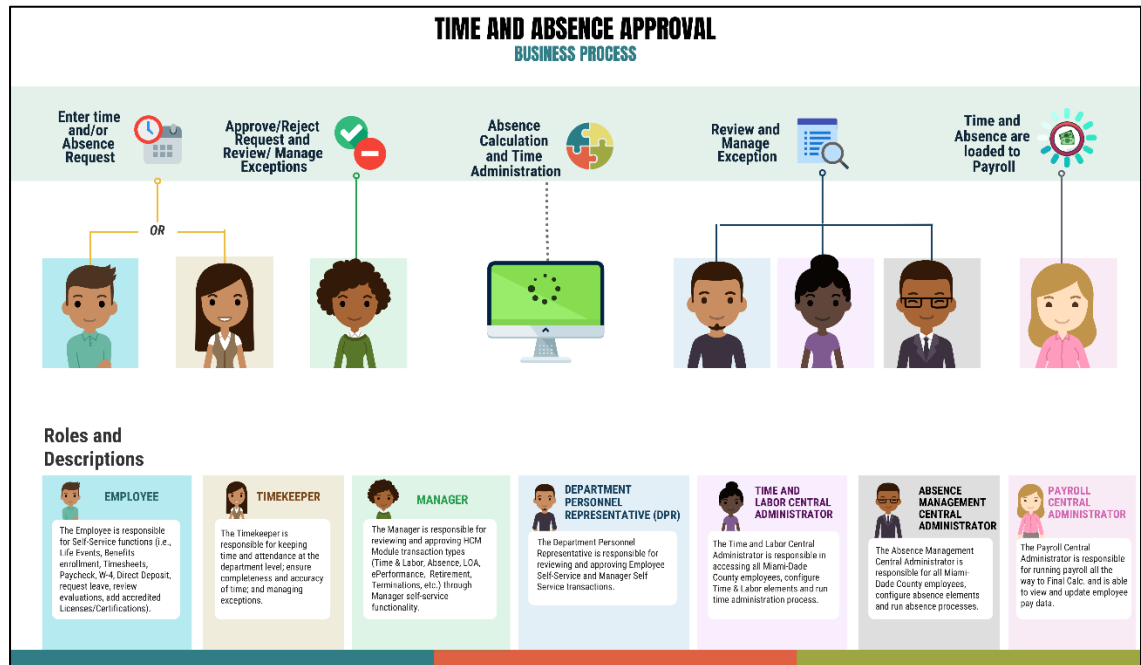 TIME AND ABSENCE APPROVAL
BUSINESS PROCESS
Enter time
and/or
Absence
Request
Approve/Reject
Request and
Review/ Manage
Exceptions
Absence
Calculation
and Time
Administration
Review and
Manage
Exception
Time and
Absence are
loaded to
Payroll
OR
Roles and
Descriptions
EMPLOYEE
The Employee is responsible
for Self-Service functions (i.e.,
Life Events, Benefits
enrollment, Timesheets,
Paycheck, W-4, Direct Deposit,
request leave, review
evaluations, add accredited
Licenses/Certifications).
TIMEKEEPER
The Timekeeper is
responsible for keeping
time and attendance at the
department level; ensure
completeness and accuracy
of time; and managing
exceptions.
MANAGER
The Manager is responsible for
reviewing and approving HCM
Module transaction types
(Time & Labor, Absence, LOA,
ePerformance, Retirement,
terminations, etc.) through
Manager self-service
functionality.
DEPARTMENT
PERSONNEL
REPRESENTATIVE (DPR)
The Department Personnel
Representative is responsible for
reviewing and approving Employee
Self-Service and Manager Self
Service transactions.
TIME AND
LABOR CENTRAL
ADMINISTRATOR
The Time and Labor Central
Administrator is responsible in
accessing all Miami-Dade
County employees, configure
Time & Labor elements and run
time administration process.
ABSENCE
MANAGEMENT
CENTRAL
ADMINISTRATOR
The Absence Management
Central Administrator is
responsible for all Miami-
Dade County employees,
configure absence elements
and run absence processes.
PAYROLL
CENTRAL
ADMINISTRATOR
The Payroll Central
Administrator is responsible
for running payroll all the
way to Final Calc. and is able
to view and update employee
pay data.